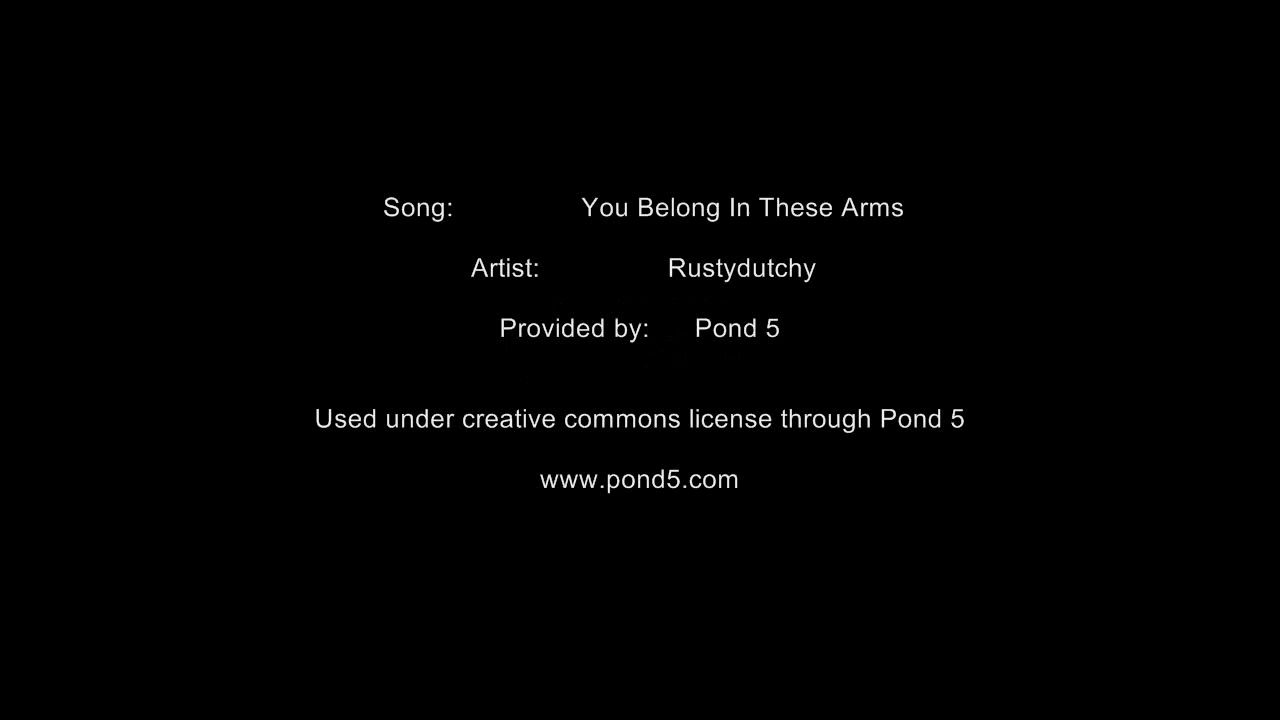 Song: You Belong In These Arms
Artist: Rustydutchy
Provided by: Pond 5
Used under creative commons license through Pond 5
www.pond5.com